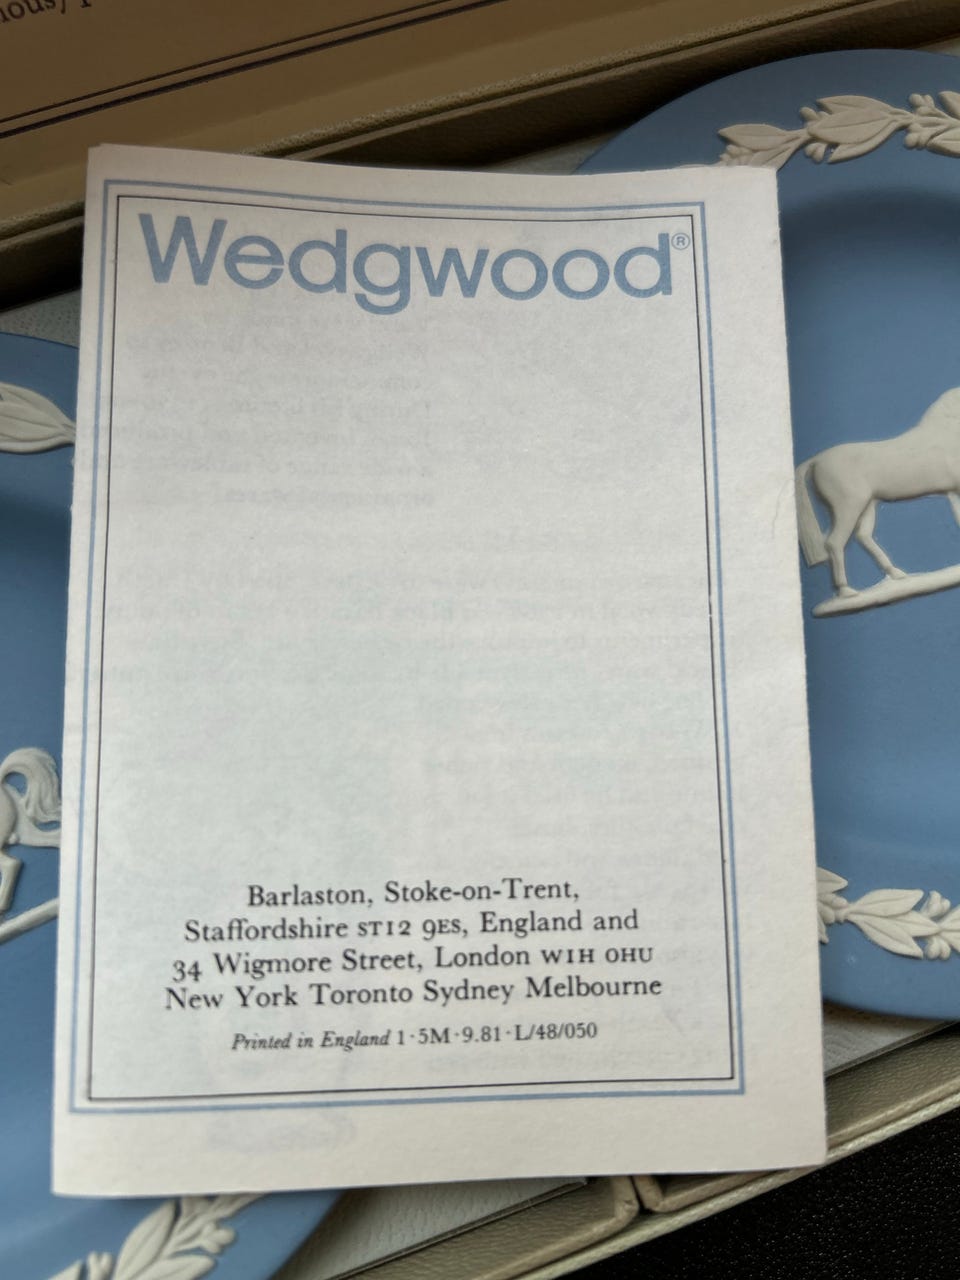 Wedgwood®
Barlaston, Stoke-on-Trent,
Staffordshire ST12 9ES, England and
34 Wigmore Street, London W1H OHU
New York Toronto Sydney Melbourne
Printed in England 1·5M·9.81·L/48/050